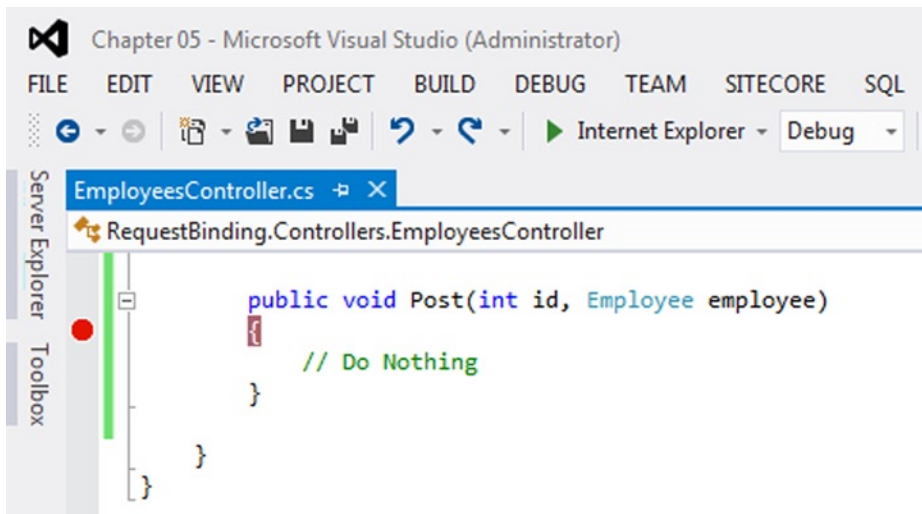 Chapter 05 - Microsoft Visual Studio (Administrator)
FILE EDIT VIEW PROJECT BUILD DEBUG TEAM SITECORE SQL
Internet Explorer Debug
Server Explorer
Toolbox
EmployeesController.cs
RequestBinding.Controllers.EmployeesController
public void Post(int id, Employee employee)
{
// Do Nothing
}
}
}